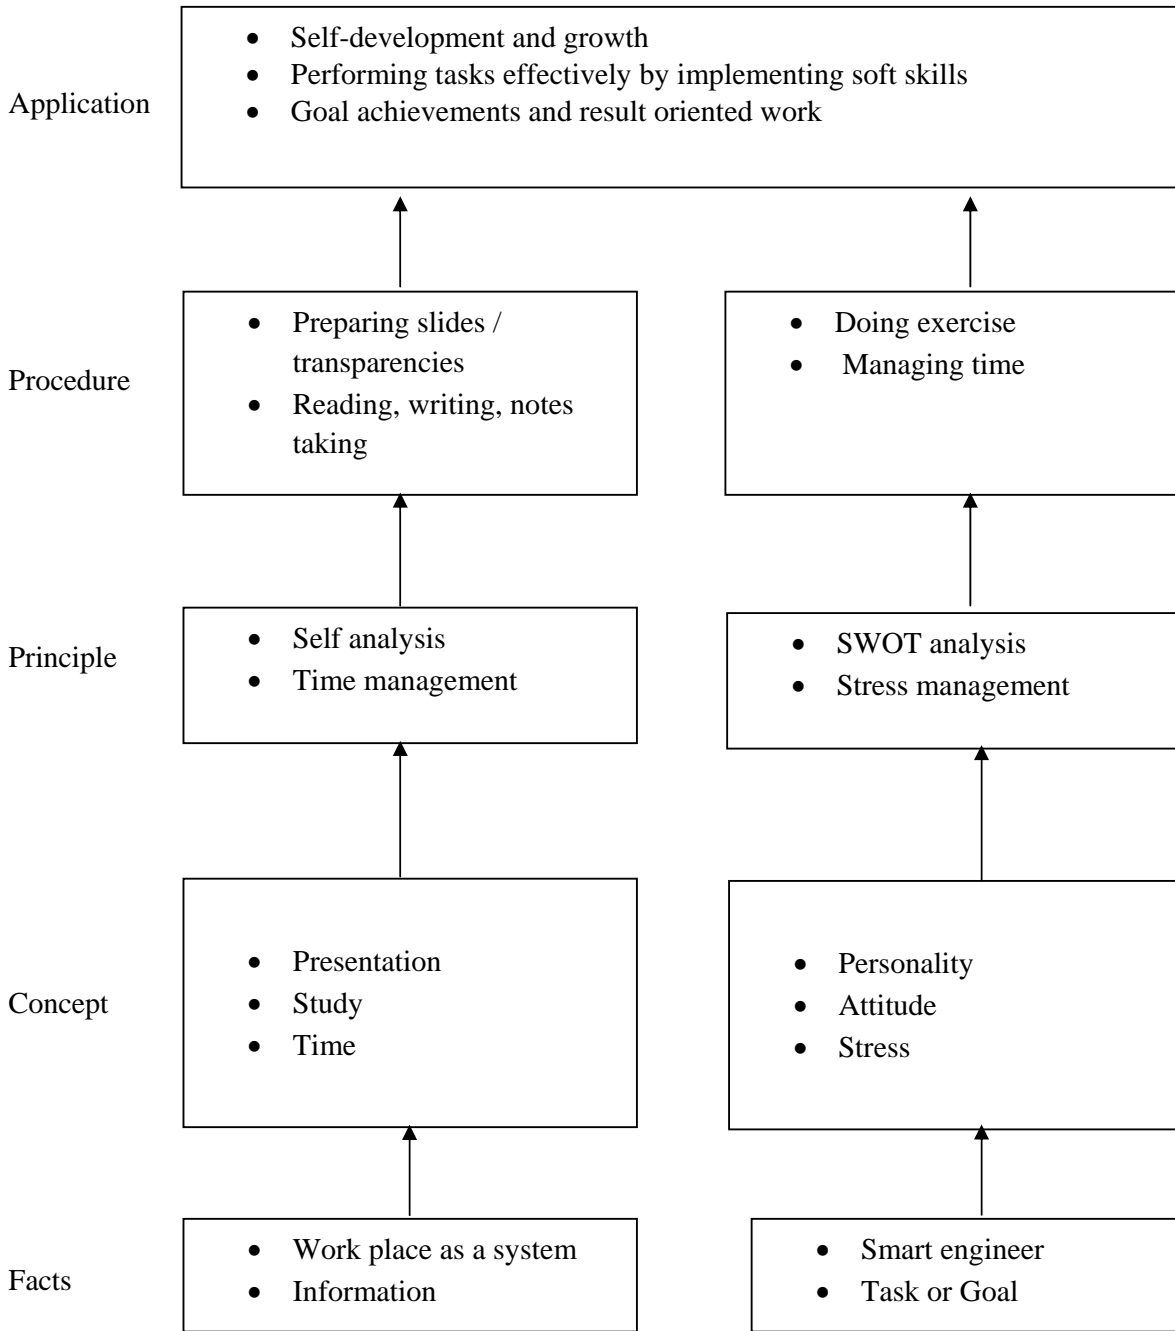 Application
• Self-development and growth
• Performing tasks effectively by implementing soft skills
• Goal achievements and result oriented work
Procedure
• Preparing slides /
transparencies
• Reading, writing, notes
taking
• Doing exercise
• Managing time
Principle
• Self analysis
• Time management
• SWOT analysis
• Stress management
Concept
• Presentation
• Study
• Time
• Personality
• Attitude
• Stress
Facts
• Work place as a system
• Information
• Smart engineer
• Task or Goal